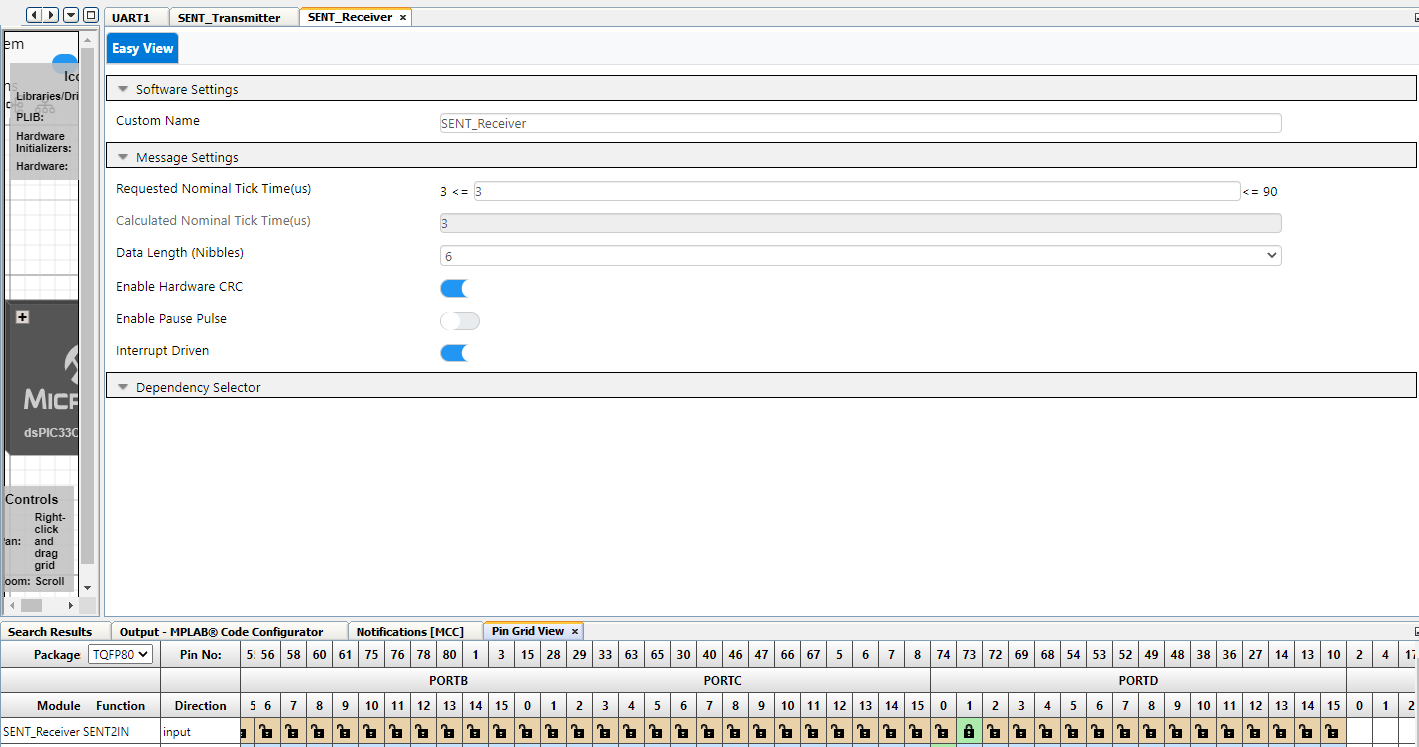 UART1 SENT_Transmitter SENT_Receiver ×
em
Easy View
Ico
Libraries/Dri
PLIB:
Hardware
Initializers:
Hardware:
MICR
dsPIC33C
Controls
Right-
click
and
drag
grid
an:
oom: Scroll
Software Settings
Custom Name SENT_Receiver
Message Settings
Requested Nominal Tick Time(us) 3 <= 3 <= 90
Calculated Nominal Tick Time(us) 3
Data Length (Nibbles) 6
Enable Hardware CRC
Enable Pause Pulse
Interrupt Driven
Dependency Selector
Search Results Output - MPLAB® Code Configurator Notifications [MCC] Pin Grid View ×
Package: TQFP80 Pin No: 56 58 60 61 75 76 78 80 1 3 15 28 29 33 63 65 30 40 46 47 66 67 5 6 7 8 74 73 72 69 68 54 53 52 51 49 48 38 36 27 14 13 10 2 4 17
PORTB PORTC PORTD
Module Function Direction 5 6 7 8 9 10 11 12 13 14 15 0 1 2 3 4 5 6 7 8 9 10 11 12 13 14 15 0 1 2 3 4 5 6 7 8 9 10 11 12 13 14 15 0 1 2
SENT_Receiver SENT2IN input